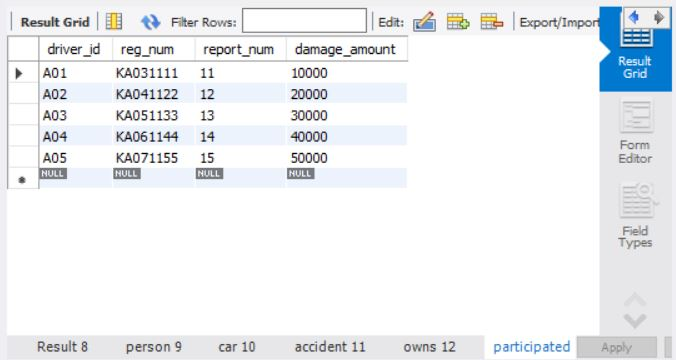 Result Grid Filter Rows: Edit: Export/Import
driver_id reg_num report_num damage_amount
A01 KA031111 11 10000
A02 KA041122 12 20000
A03 KA051133 13 30000
A04 KA061144 14 40000
A05 KA071155 15 50000
NULL NULL NULL NULL
Result
Grid
Form
Editor
Field
Types
Result 8 person 9 car 10 accident 11 owns 12 participated Apply